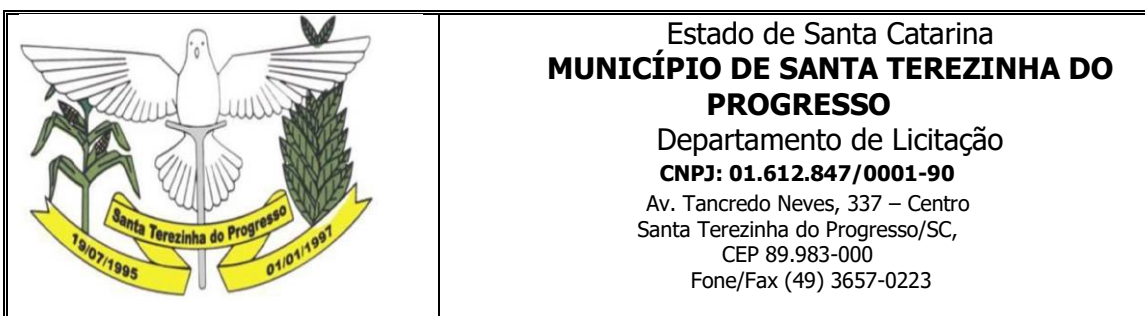 Santa Terezinha do Progresso
19/07/1995
01/01/1997
Estado de Santa Catarina
MUNICÍPIO DE SANTA TEREZINHA DO
PROGRESSO
Departamento de Licitação
CNPJ: 01.612.847/0001-90
Av. Tancredo Neves, 337 – Centro
Santa Terezinha do Progresso/SC,
CEP 89.983-000
Fone/Fax (49) 3657-0223